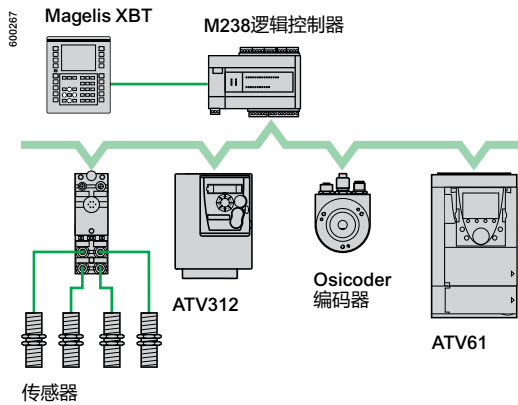 600267
Magelis XBT
M238逻辑控制器
ATV312
Osicoder
编码器
ATV61
传感器